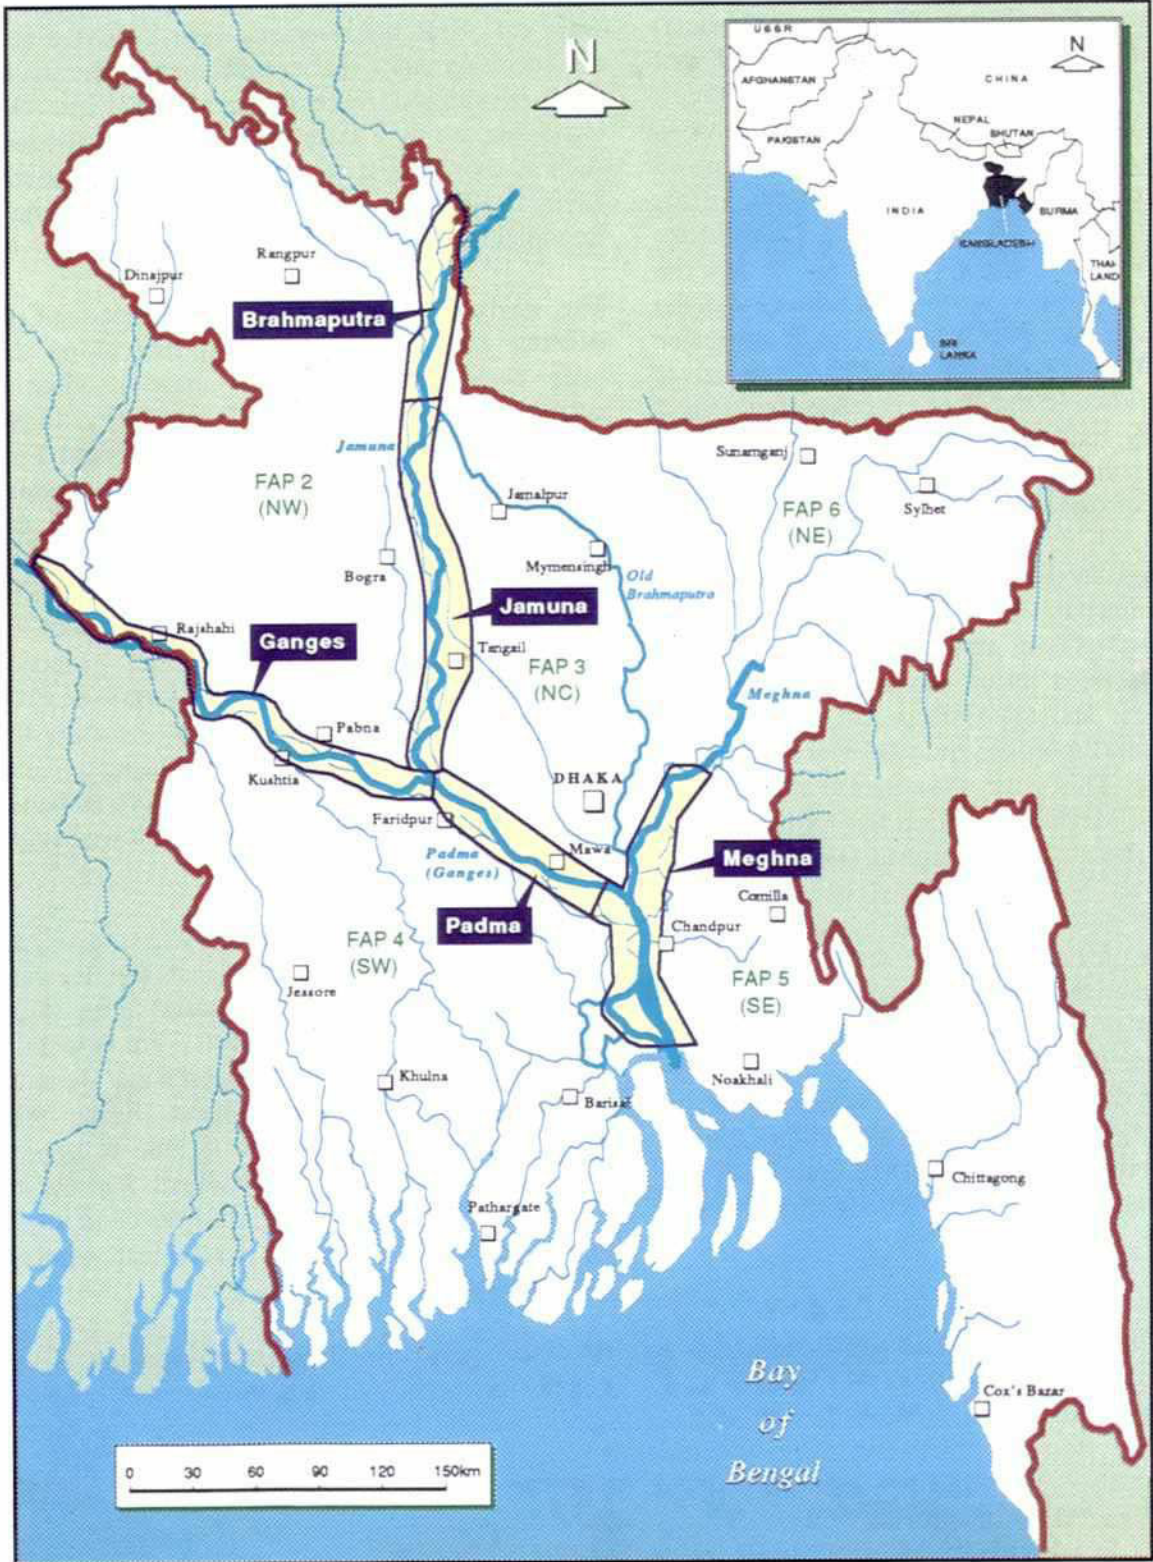 N
U66R
N
AFGHANISTAN
CHINA
NEPAL
BHUTAN
PAKISTAN
INDIA
BURMA
BANGLADESH
THAI-
LAND
SRI
LANKA
Rangpur
Dinajpur
Brahmaputra
Jamuna
Sunamganj
FAP 2
(NW)
Jamalpur
FAP 6
(NE)
Sylhet
Bogra
Mymensingh
Old
Brahmaputra
Jamuna
Rajshahi
Ganges
Tangail
FAP 3
(NC)
Meghna
Pabna
Kushtia
DHAKA
Faridpur
Padma
(Ganges)
Mawa
Meghna
Padma
Comilla
Chandpur
FAP 4
(SW)
Jessore
FAP 5
(SE)
Khulna
Noakhali
Barisal
Chittagong
Pathargate
Bay
of
Bengal
Cox's Bazar
0 30 60 90 120 150km